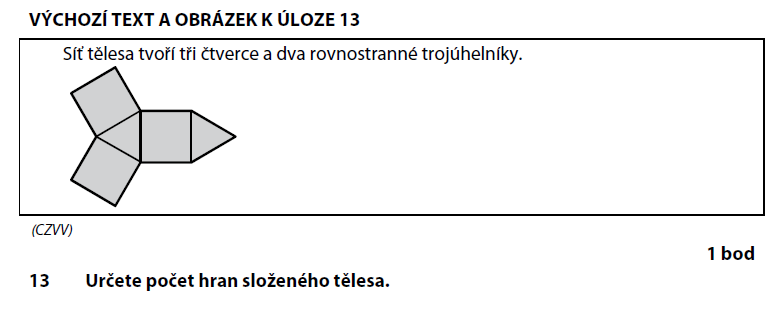 VÝCHOZÍ TEXT A OBRÁZEK K ÚLOZE 13
Síť tělesa tvoří tři čtverce a dva rovnostranné trojúhelníky.
(CZVV)
1 bod
13 Určete počet hran složeného tělesa.